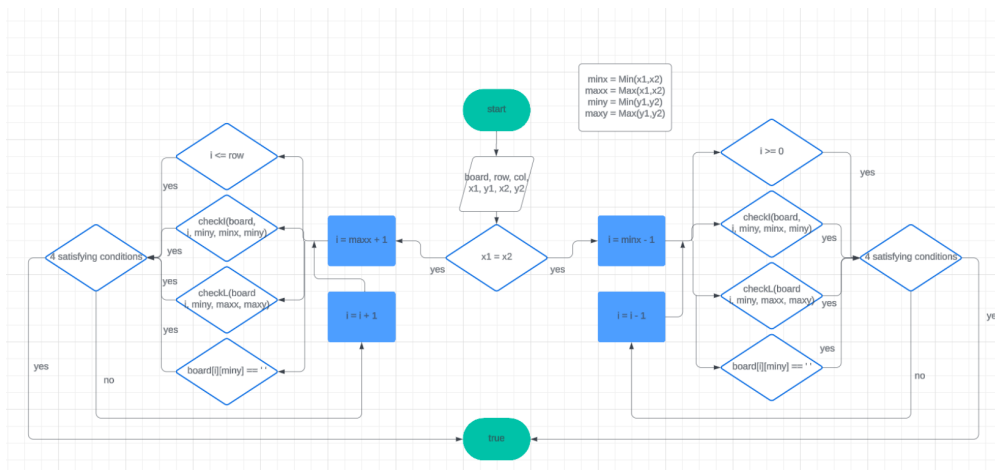 start
minx = Min(x1,x2)
maxx = Max(x1,x2)
miny = Min(y1,y2)
maxy = Max(y1,y2)
board, row, col,
x1, y1, x2, y2
x1 = x2
yes
yes
i = maxx + 1
i = i + 1
i <= row
yes
checkI(board,
i, miny, minx, miny)
yes
checkL(board
i, miny, maxx, maxy)
yes
board[i][miny] == ' '
yes
4 satisfying conditions
yes
no
i = minx - 1
i = i - 1
i >= 0
yes
checkI(board,
i, miny, minx, miny)
yes
checkL(board
i, miny, maxx, maxy)
yes
board[i][miny] == ' '
yes
4 satisfying conditions
ye
no
true